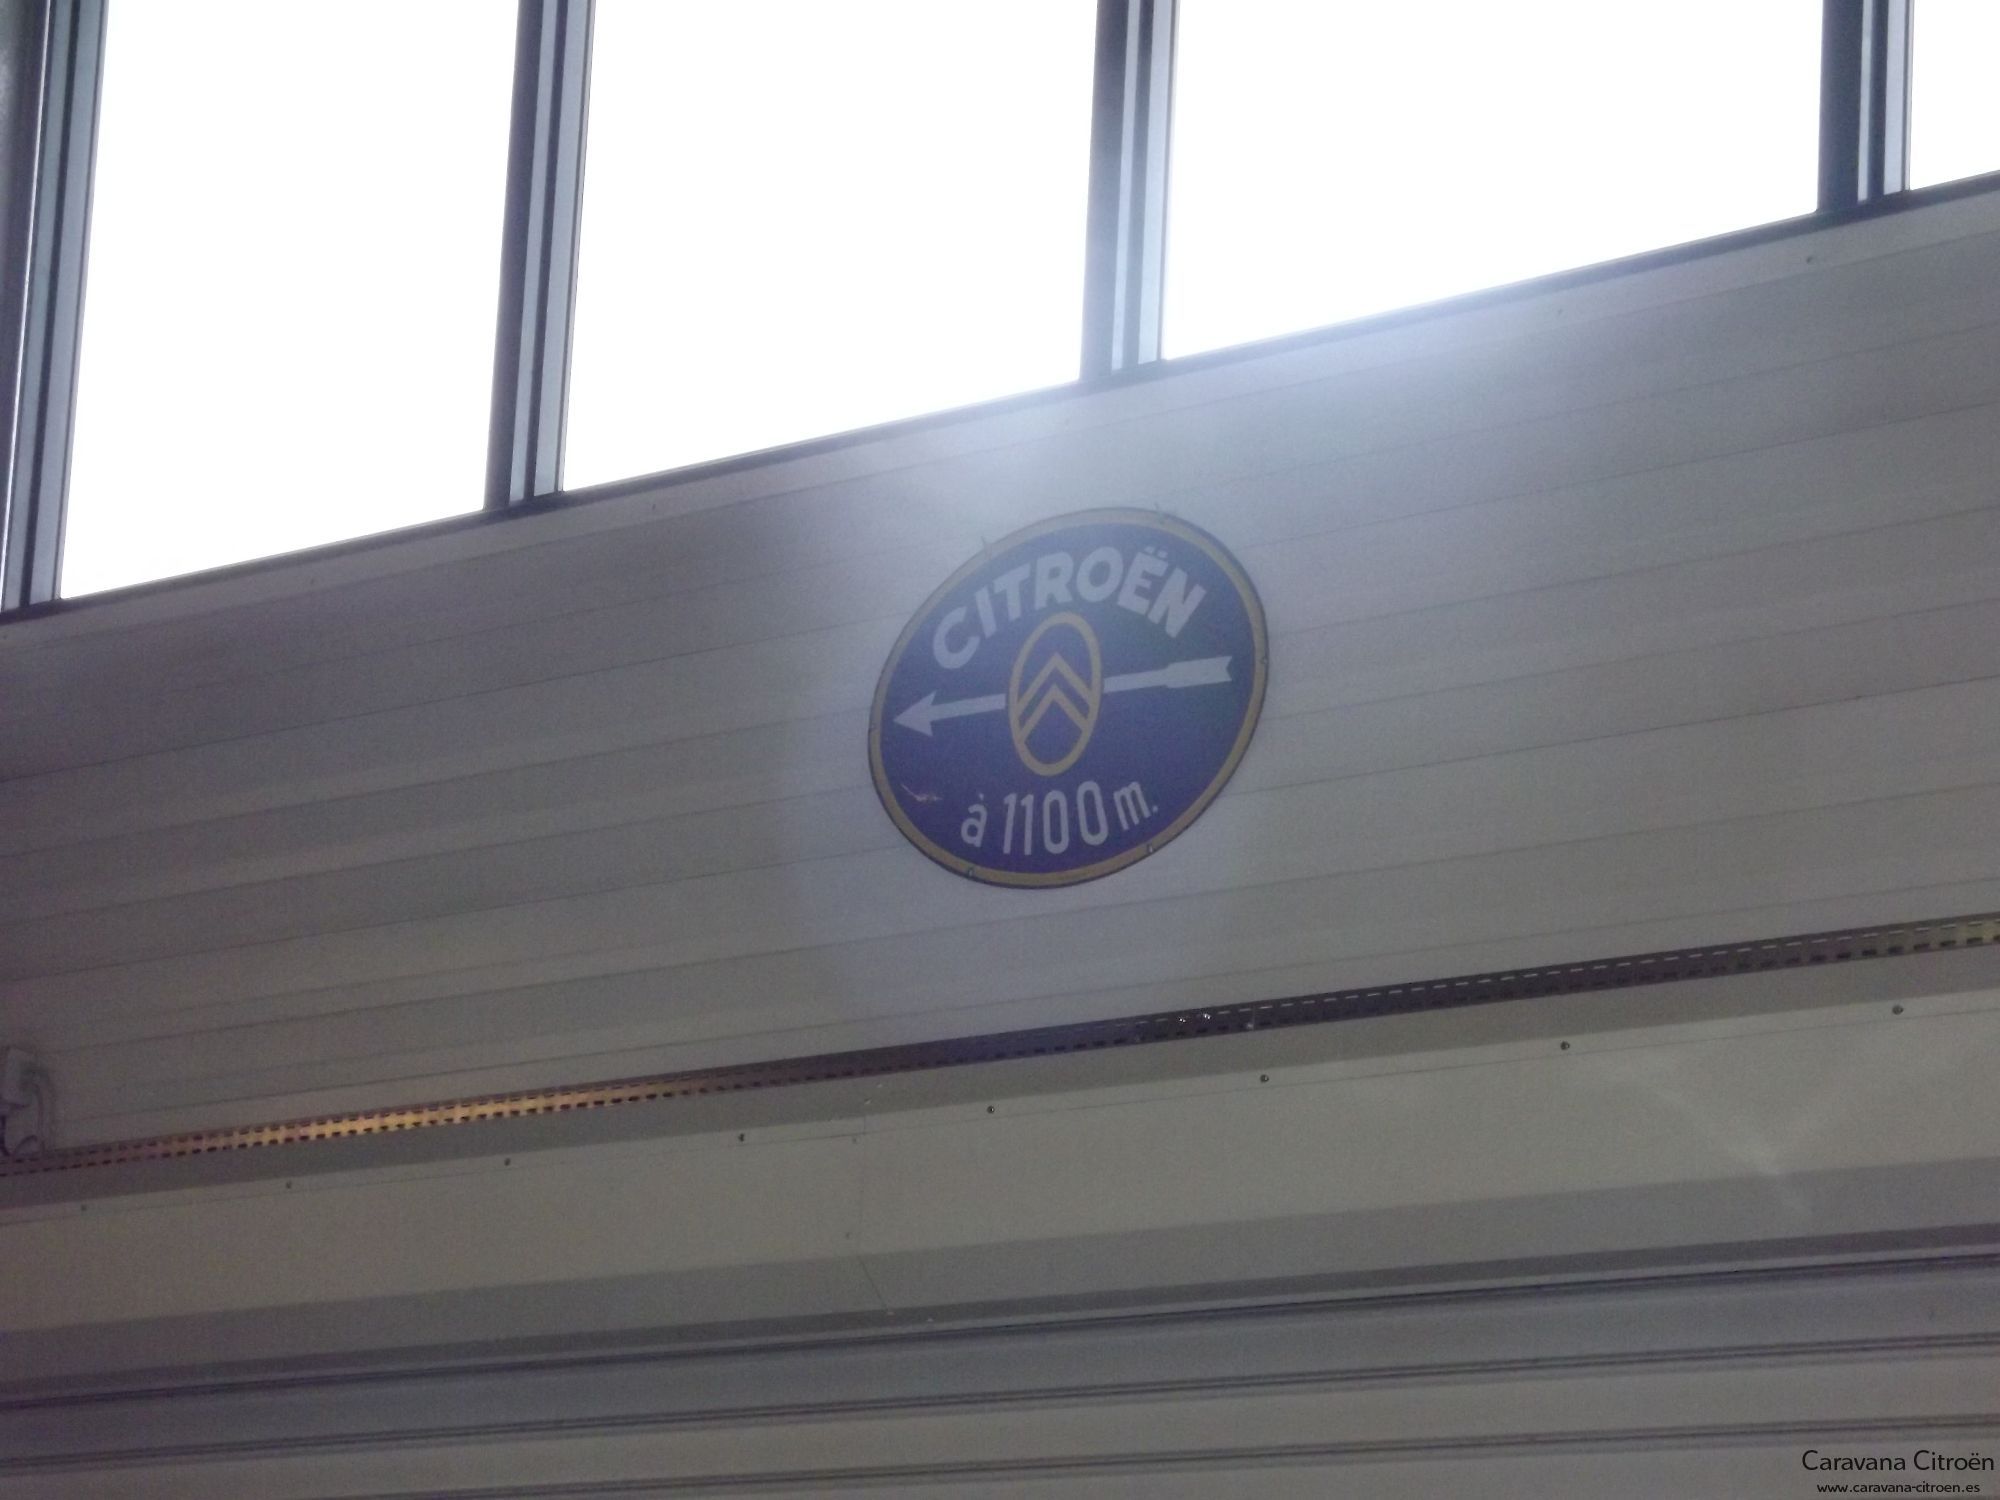 CITROËN
à 1100 m.
Caravana Citroën
www.caravana-citroen.es